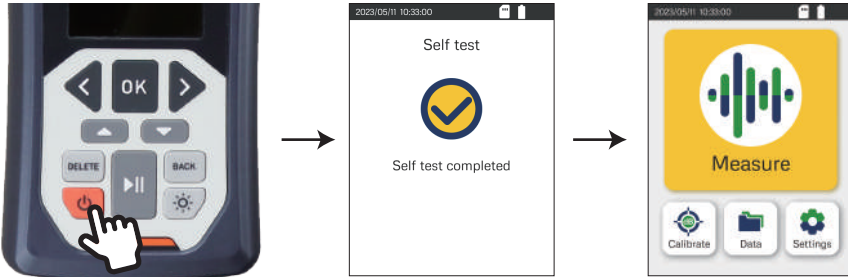 OK
DELETE
BACK
2023/05/11 10:33:00
Self test
Self test completed
2023/05/11 10:33:00
Measure
Calibrate
Data
Settings